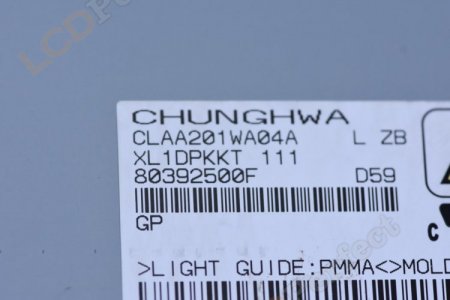 CHUNGHWA
CLAA201WA04A L ZB
XL1DPKKT 111
80392500F D59
GP
>LIGHT GUIDE:PMMA<>MOLD